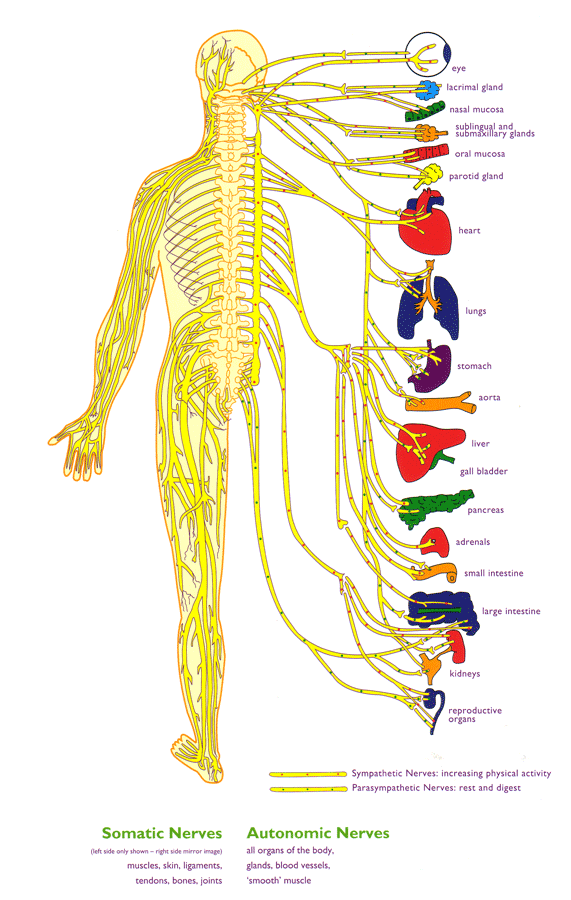 eye
lacrimal gland
nasal mucosa
sublingual and
submaxillary glands
oral mucosa
parotid gland
heart
lungs
stomach
aorta
liver
gall bladder
pancreas
adrenals
small intestine
large intestine
kidneys
reproductive
organs
Sympathetic Nerves: increasing physical activity
Parasympathetic Nerves: rest and digest
Somatic Nerves
(left side only shown – right side mirror image)
muscles, skin, ligaments,
tendons, bones, joints
Autonomic Nerves
all organs of the body,
glands, blood vessels,
‘smooth’ muscle